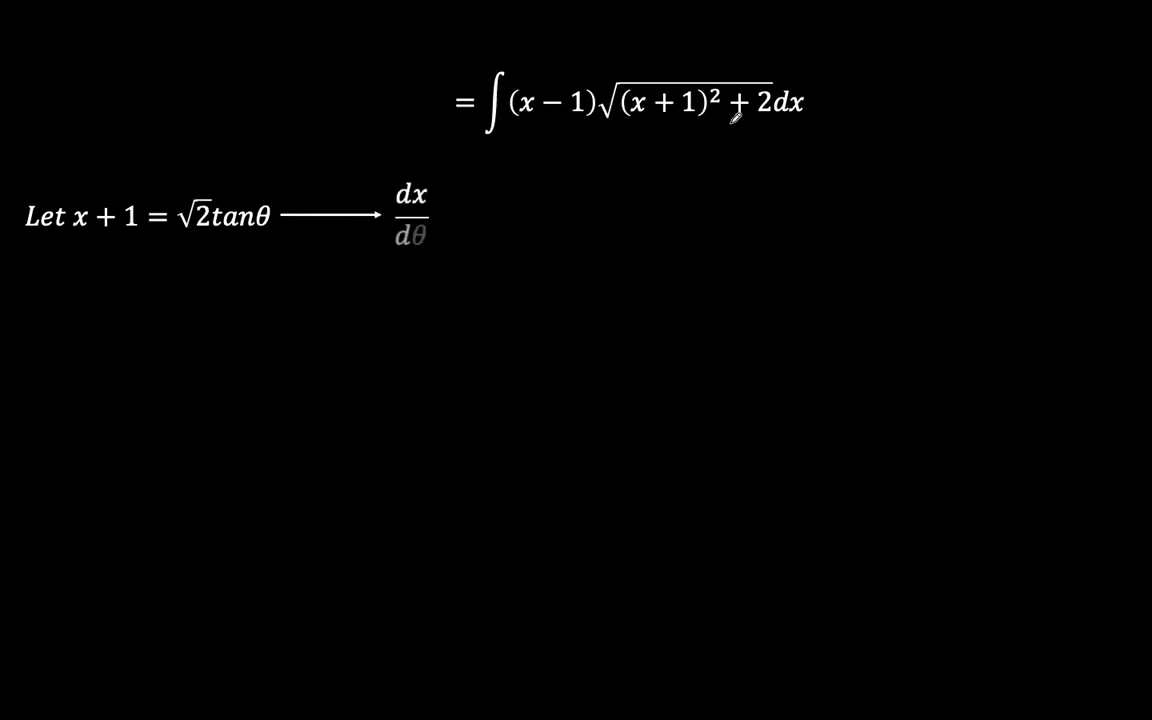 = ∫(x − 1)√((x + 1)² + 2)dx
Let x + 1 = √2tanθ ⟶ dx/dθ